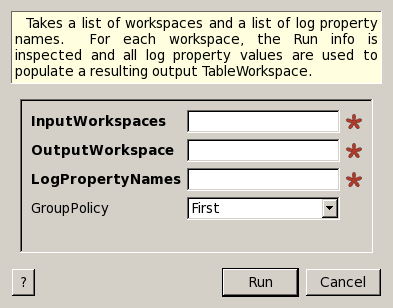 Takes a list of workspaces and a list of log property
names. For each workspace, the Run info is
inspected and all log property values are used to
populate a resulting output TableWorkspace.
InputWorkspaces *
OutputWorkspace *
LogPropertyNames *
GroupPolicy First
? Run Cancel